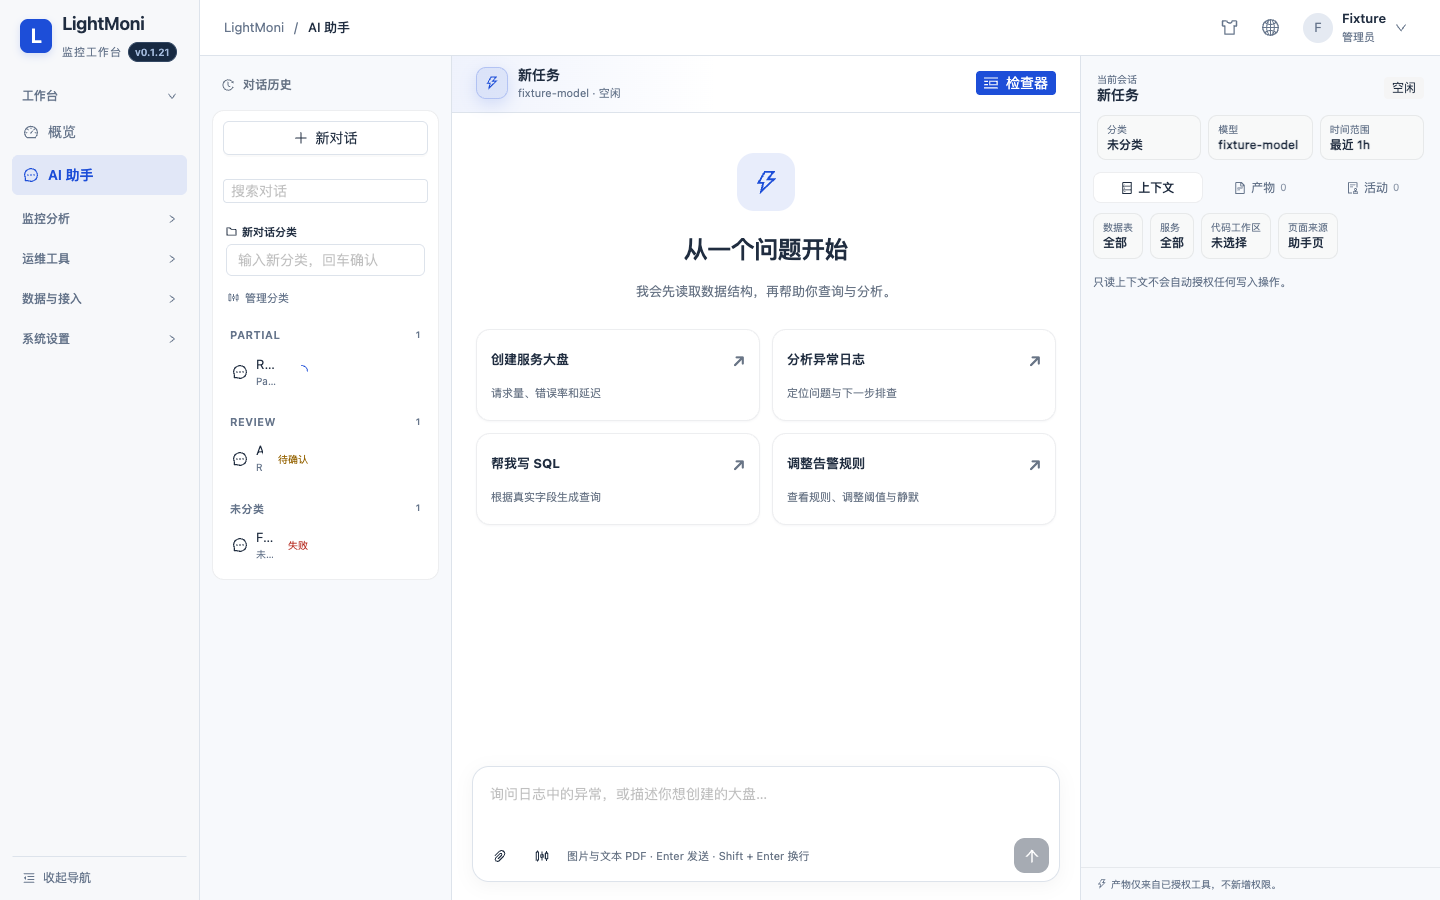 L
LightMoni
监控工作台 v0.1.21
工作台
概览
AI 助手
监控分析
运维工具
数据与接入
系统设置
收起导航
LightMoni / AI 助手
F
Fixture
管理员
对话历史
新对话
搜索对话
新对话分类
输入新分类，回车确认
管理分类
PARTIAL 1
R...
Pa...
REVIEW 1
A
R
待确认
未分类 1
F...
未...
失败
新任务
fixture-model · 空闲
检查器
从一个问题开始
我会先读取数据结构，再帮助你查询与分析。
创建服务大盘
请求量、错误率和延迟
分析异常日志
定位问题与下一步排查
帮我写 SQL
根据真实字段生成查询
调整告警规则
查看规则、调整阈值与静默
询问日志中的异常，或描述你想创建的大盘...
图片与文本 PDF · Enter 发送 · Shift + Enter 换行
当前会话
新任务
空闲
分类
未分类
模型
fixture-model
时间范围
最近 1h
上下文
产物 0
活动 0
数据表
全部
服务
全部
代码工作区
未选择
页面来源
助手页
只读上下文不会自动授权任何写入操作。
产物仅来自已授权工具，不新增权限。